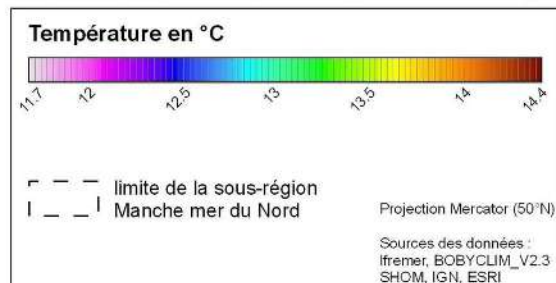 Température en °C
11.7 12 12.5 13 13.5 14 14.4
limite de la sous-région
Manche mer du Nord
Projection Mercator (50°N)
Sources des données :
Ifremer, BOBYCLIM_V2.3
SHOM, IGN, ESRI